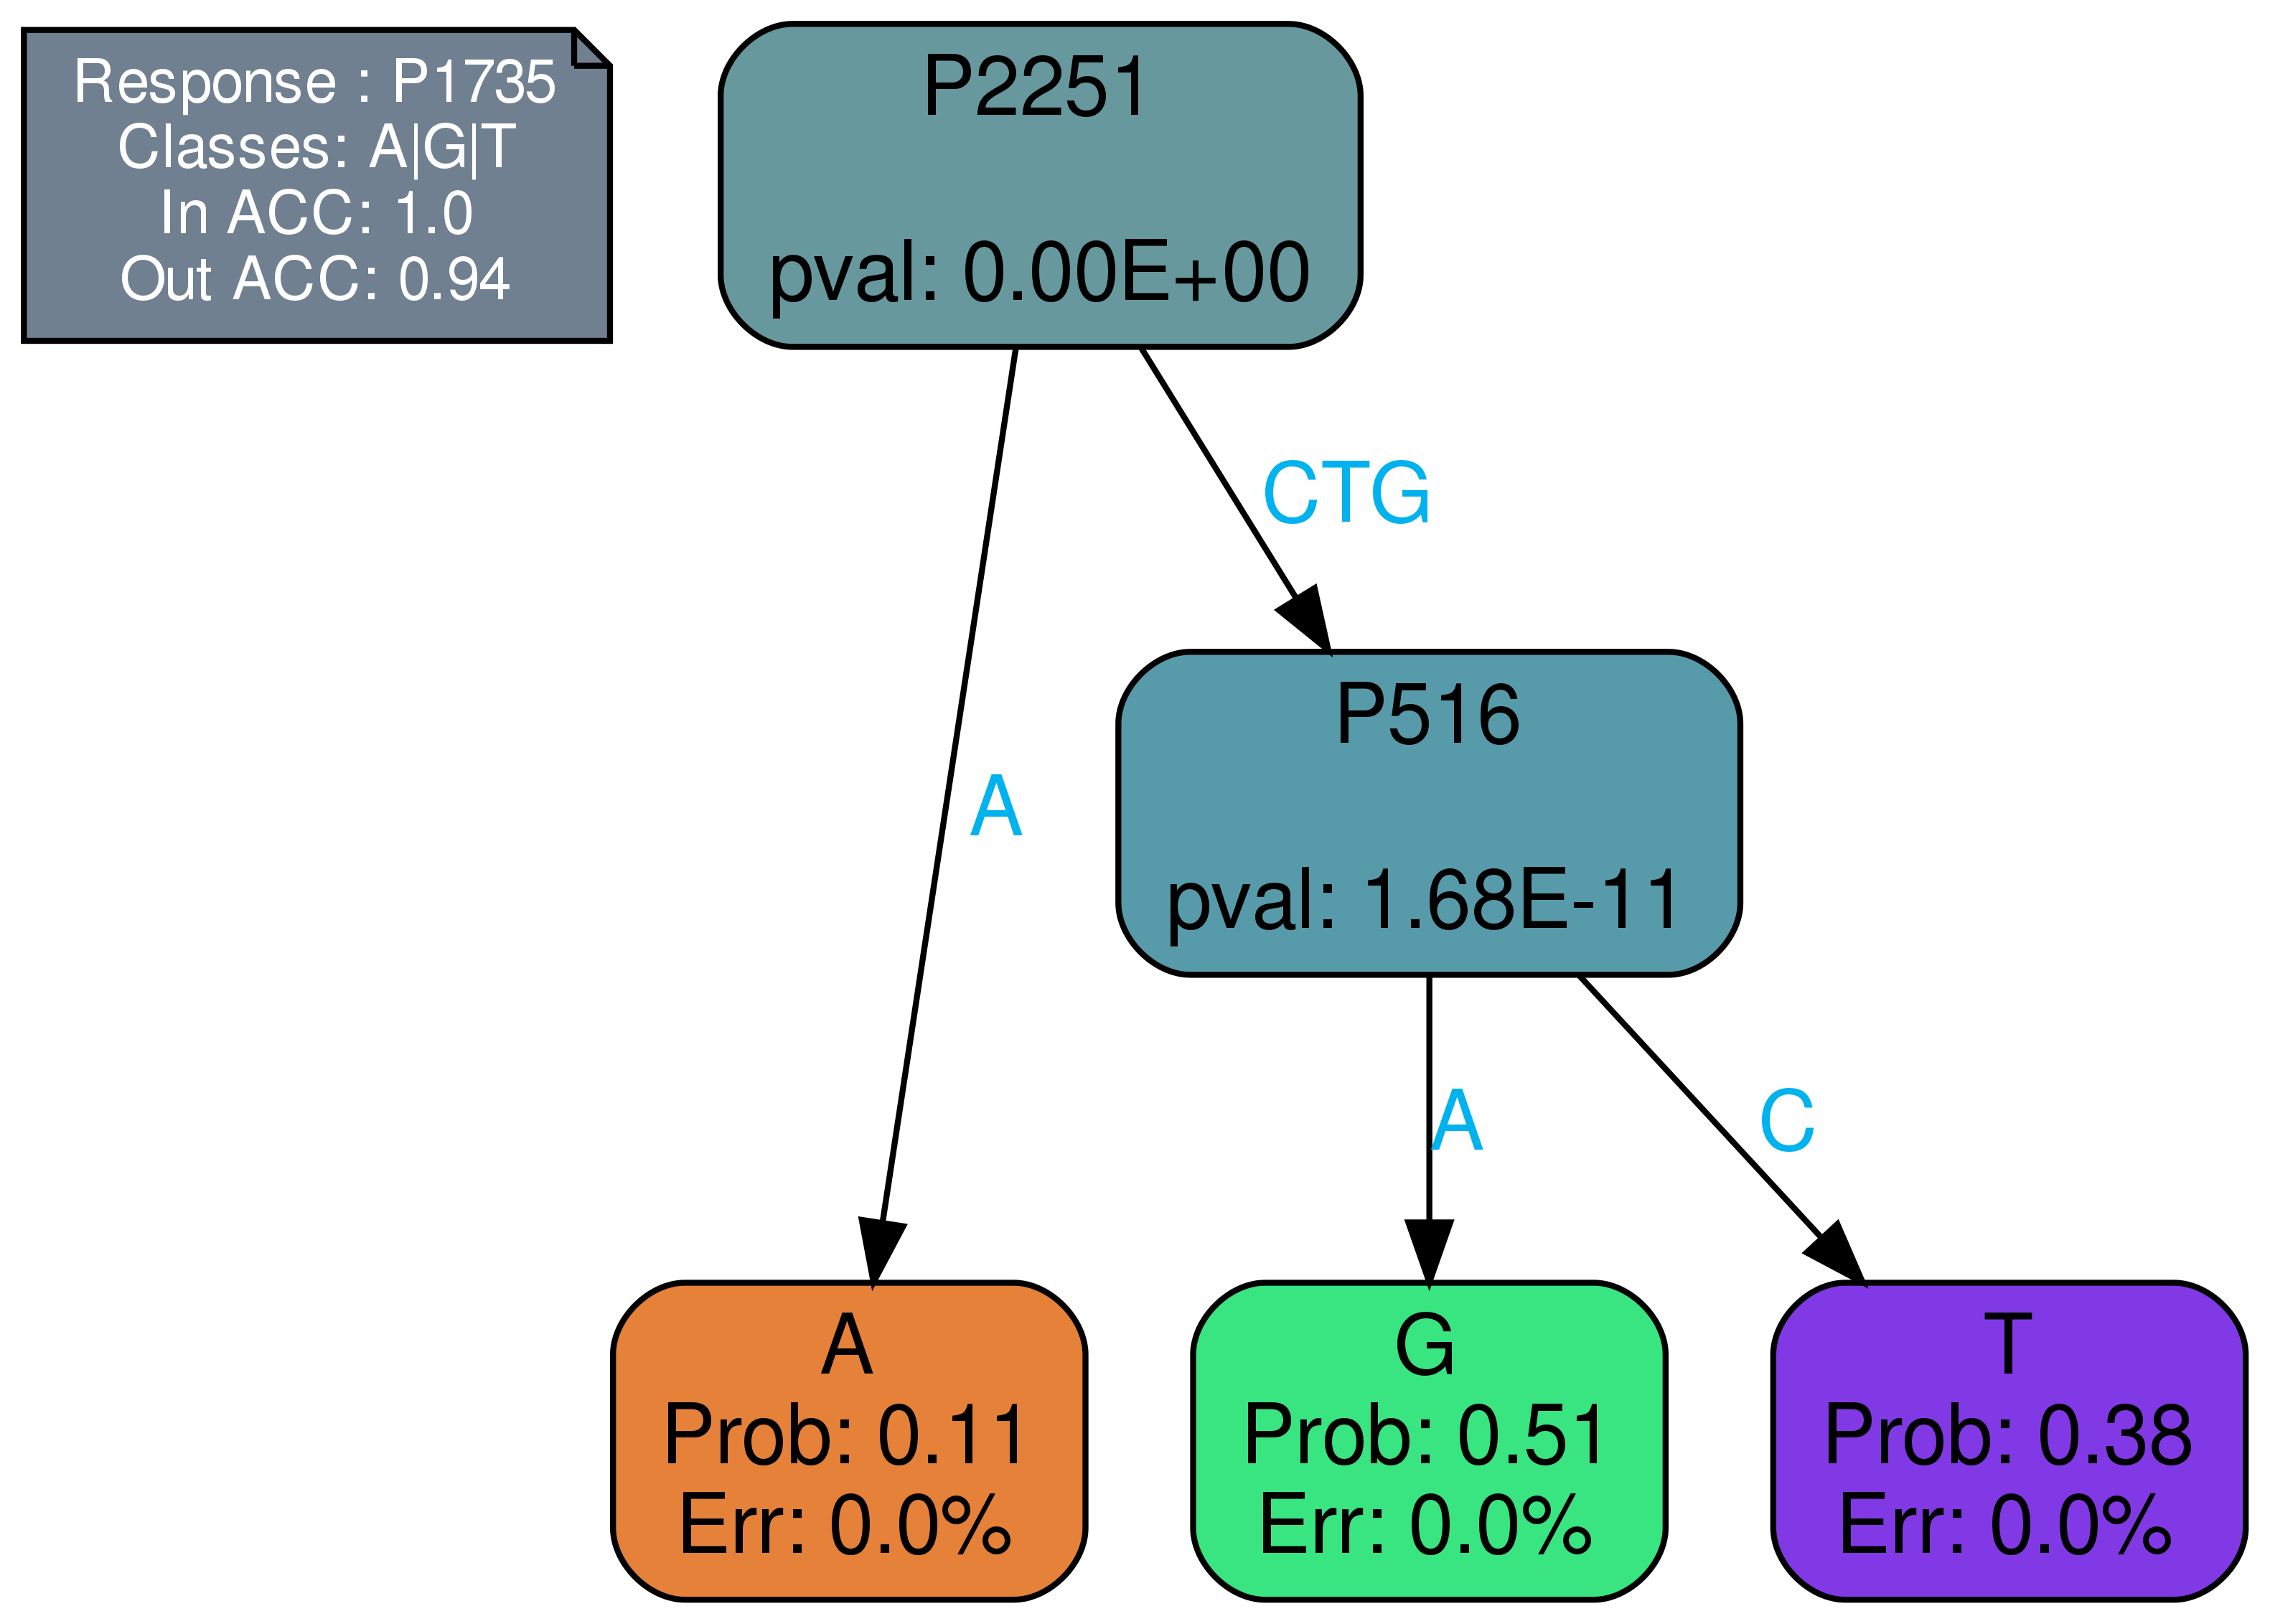 Response : P1735
Classes: A|G|T
In ACC: 1.0
Out ACC: 0.94
P2251
pval: 0.00E+00
CTG
A
P516
pval: 1.68E-11
A
C
A
Prob: 0.11
Err: 0.0%
G
Prob: 0.51
Err: 0.0%
T
Prob: 0.38
Err: 0.0%